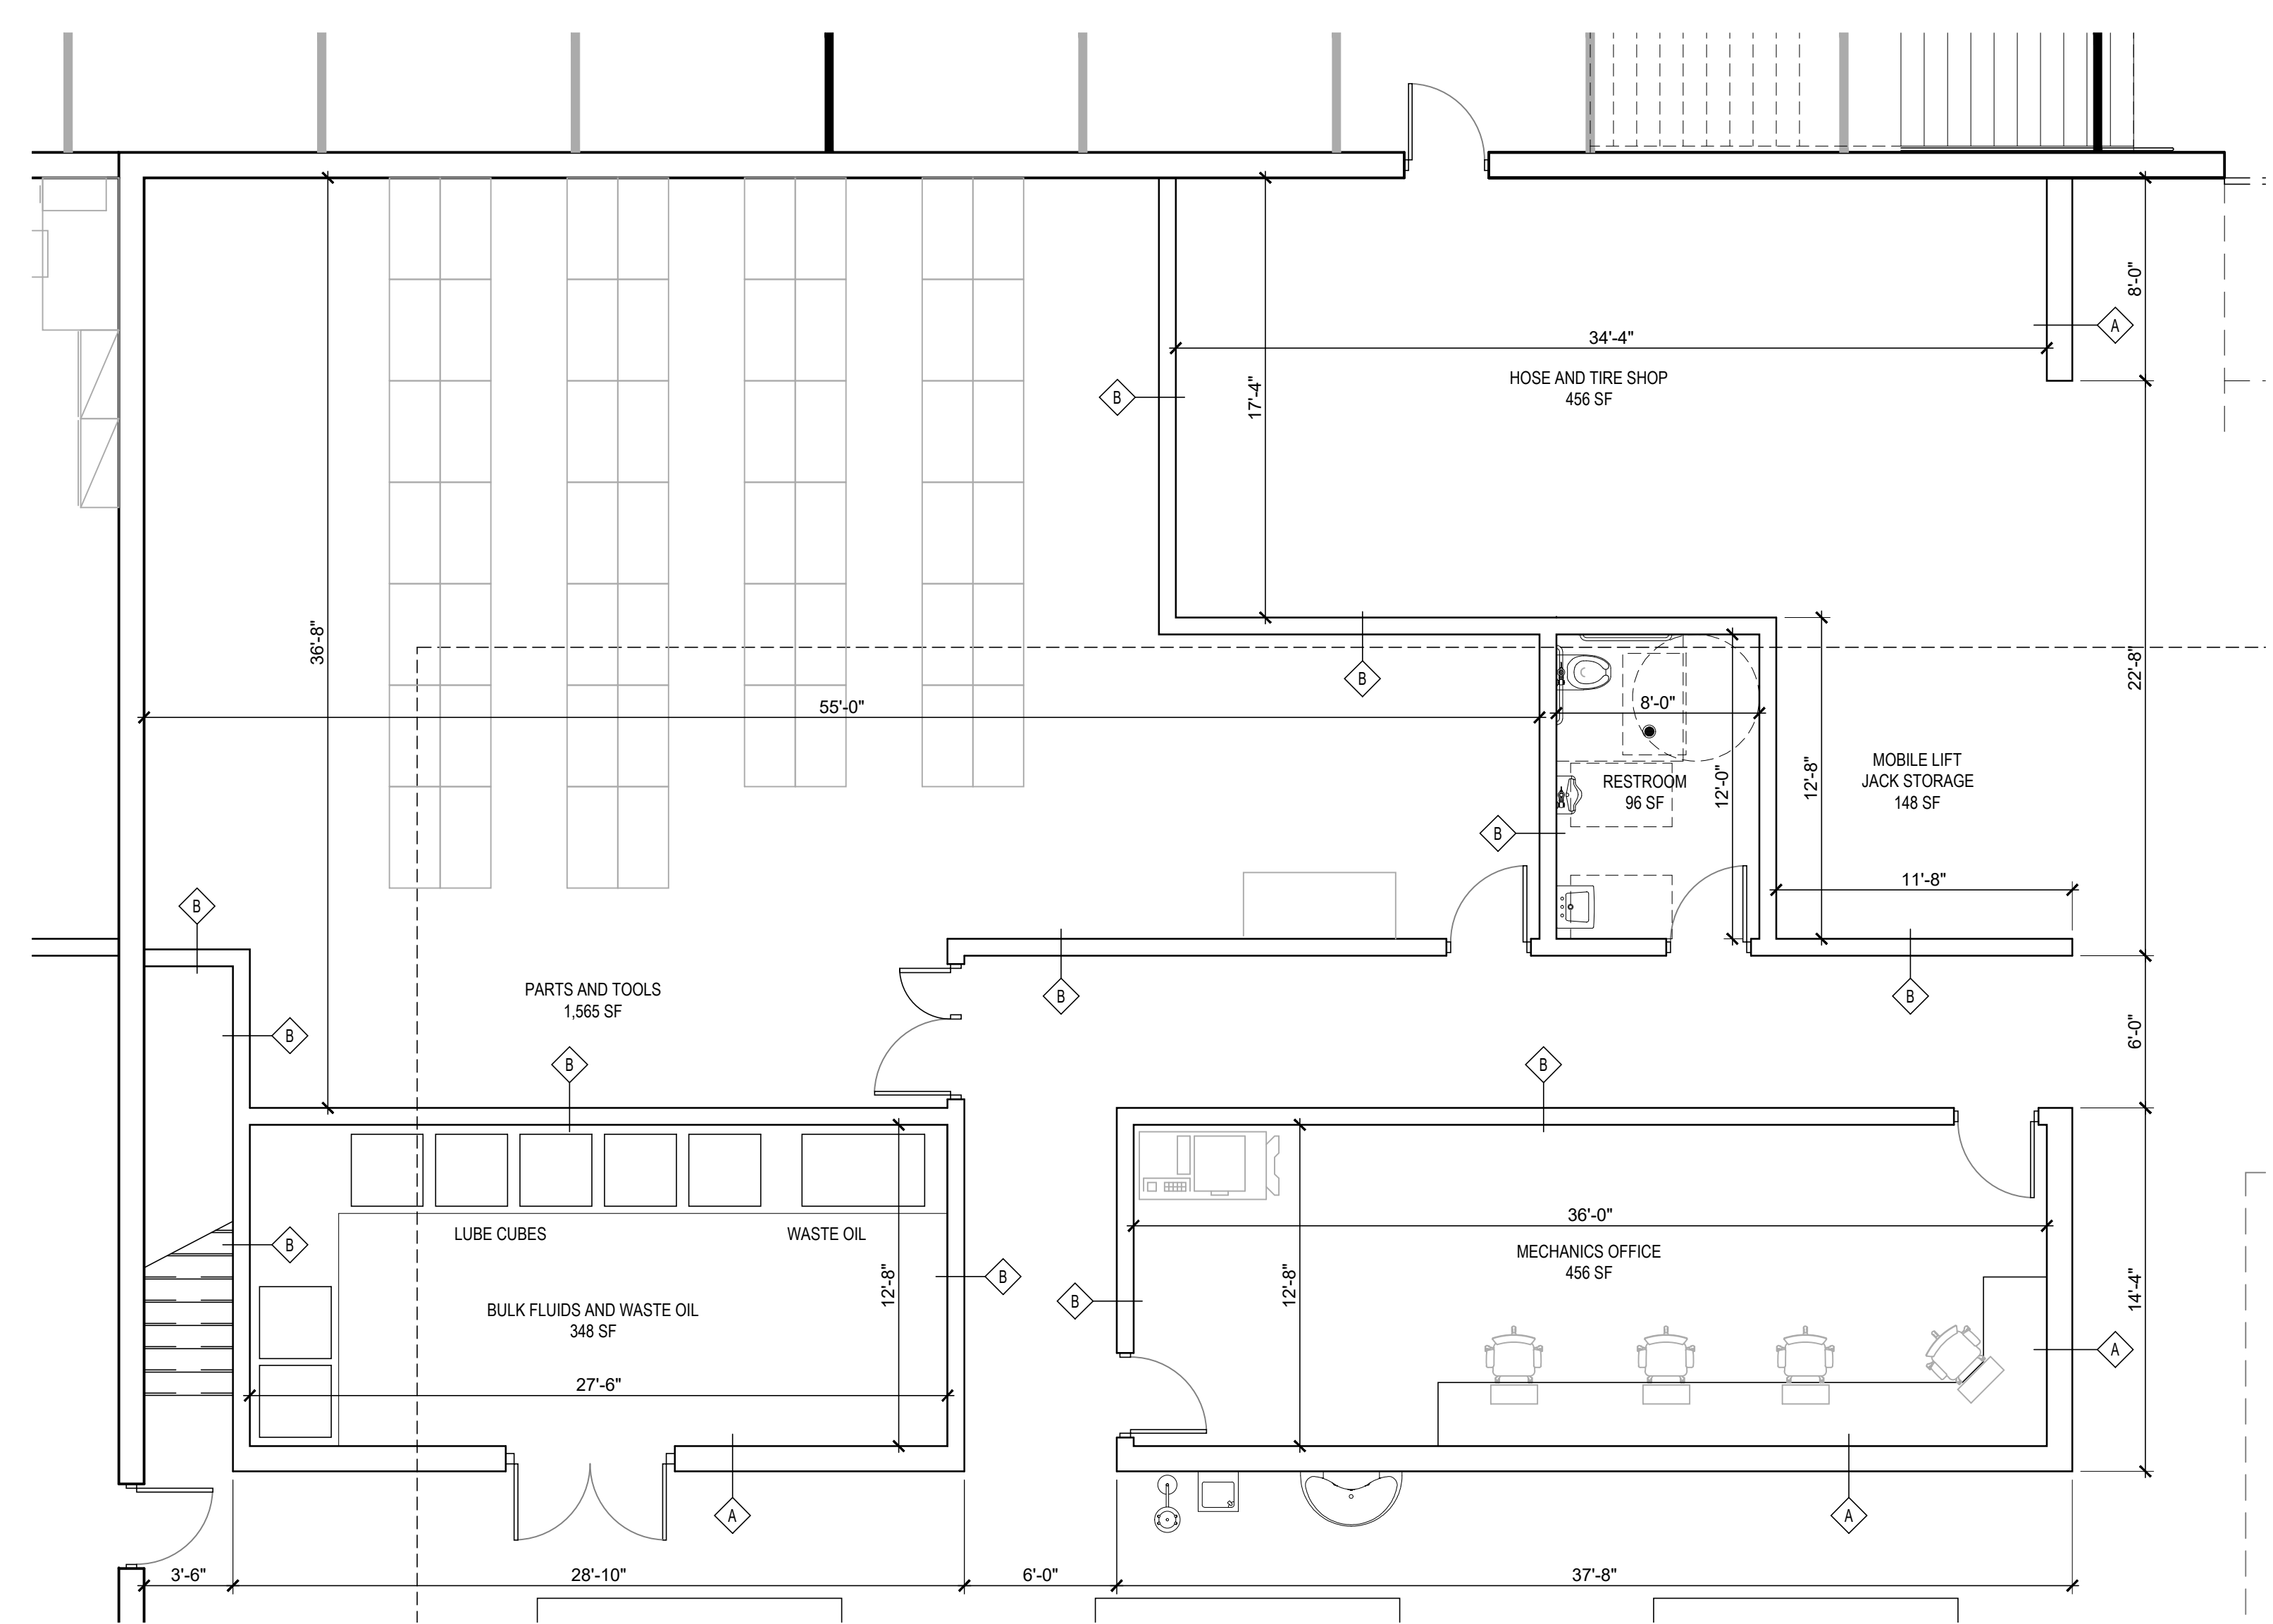 8'-0"
A
34'-4"
HOSE AND TIRE SHOP
456 SF
17'-4"
B
36'-8"
B
22'-8"
55'-0"
8'-0"
MOBILE LIFT
JACK STORAGE
148 SF
RESTROOM
96 SF
12'-0"
12'-8"
B
11'-8"
B
PARTS AND TOOLS
1,565 SF
B
B
B
6'-0"
B
B
36'-0"
LUBE CUBES
WASTE OIL
B
MECHANICS OFFICE
456 SF
12'-8"
B
B
12'-8"
14'-4"
BULK FLUIDS AND WASTE OIL
348 SF
A
27'-6"
A
A
3'-6"
28'-10"
6'-0"
37'-8"